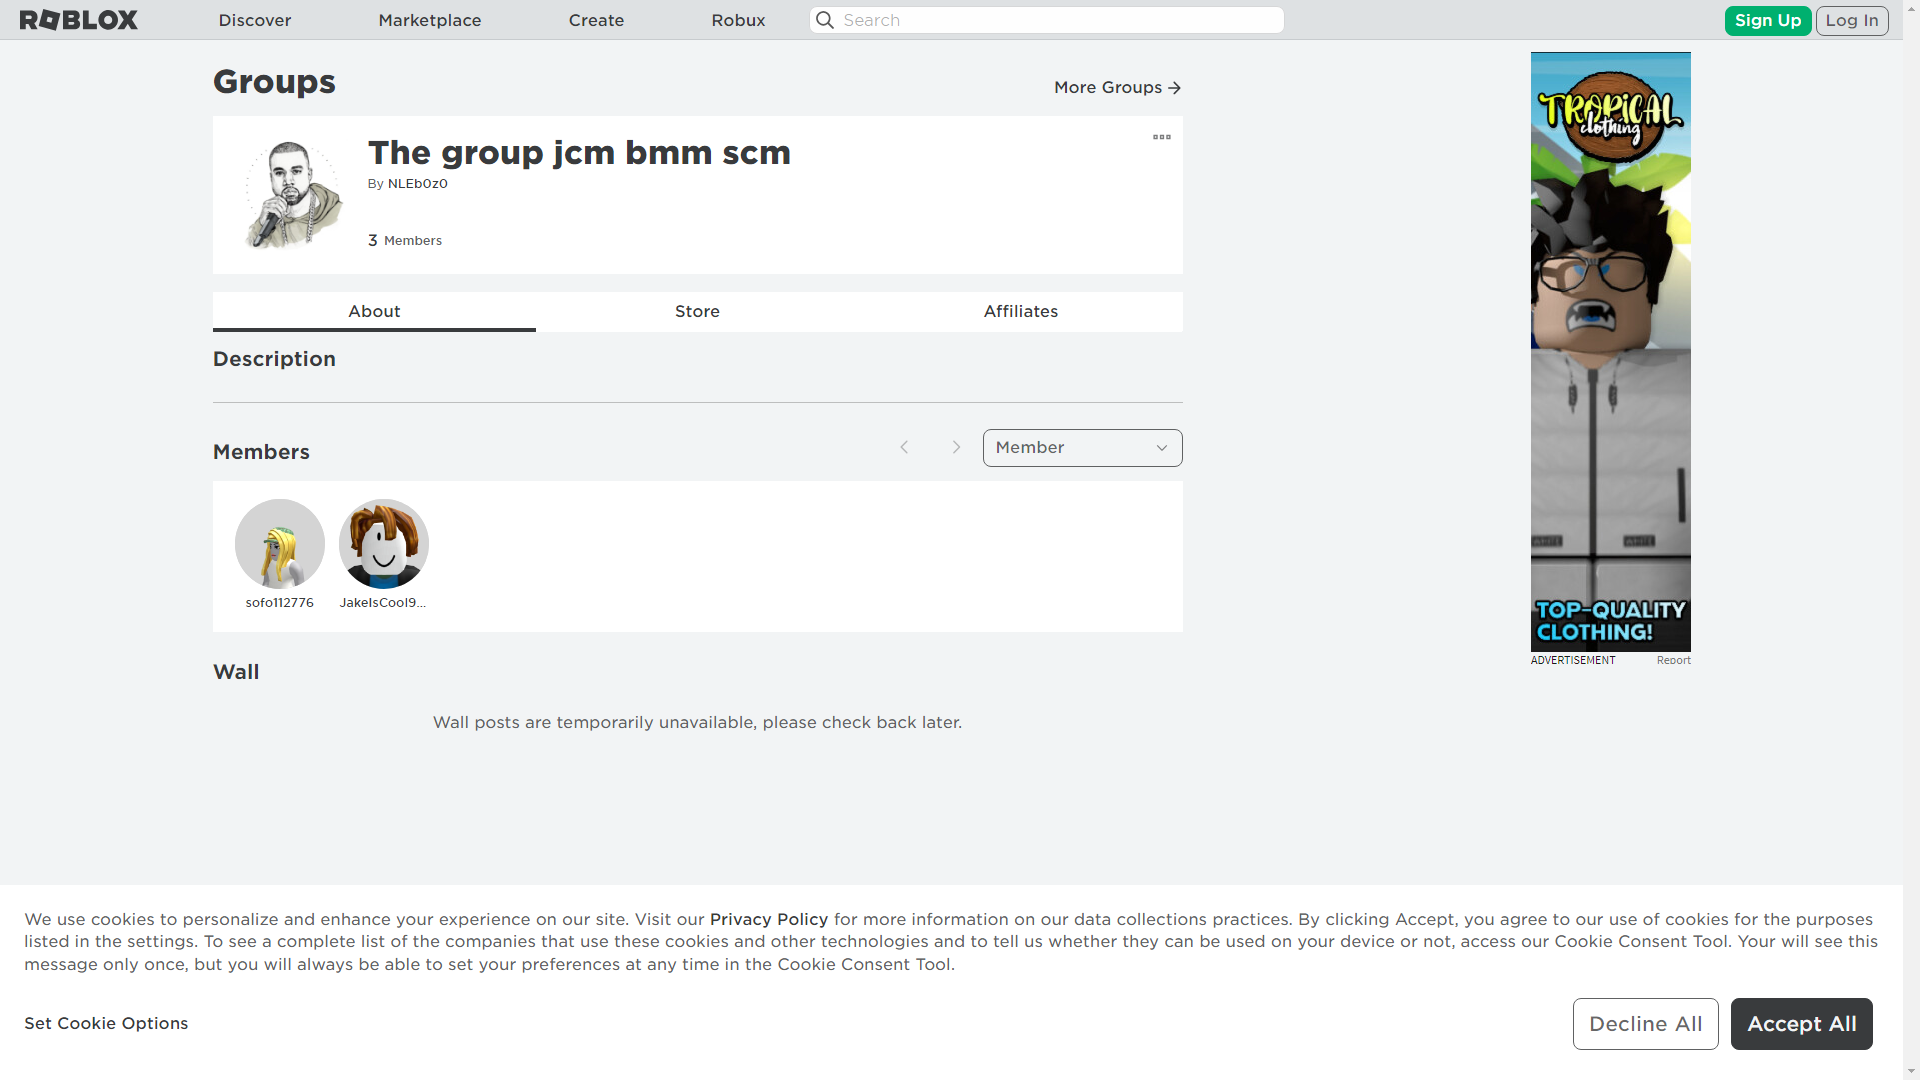 ROBLOX
Discover
Marketplace
Create
Robux
Search
Sign Up
Log In
Groups
More Groups
The group jcm bmm scm
By NLEb0z0
3 Members
About
Store
Affiliates
Description
Members
Member
sofo112776
JakeIsCool9...
Wall
Wall posts are temporarily unavailable, please check back later.
TROPICAL
clothing
WHITE
WHITE
TOP-QUALITY
CLOTHING!
ADVERTISEMENT
Report
We use cookies to personalize and enhance your experience on our site. Visit our Privacy Policy for more information on our data collections practices. By clicking Accept, you agree to our use of cookies for the purposes
listed in the settings. To see a complete list of the companies that use these cookies and other technologies and to tell us whether they can be used on your device or not, access our Cookie Consent Tool. Your will see this
message only once, but you will always be able to set your preferences at any time in the Cookie Consent Tool.
Set Cookie Options
Decline All
Accept All